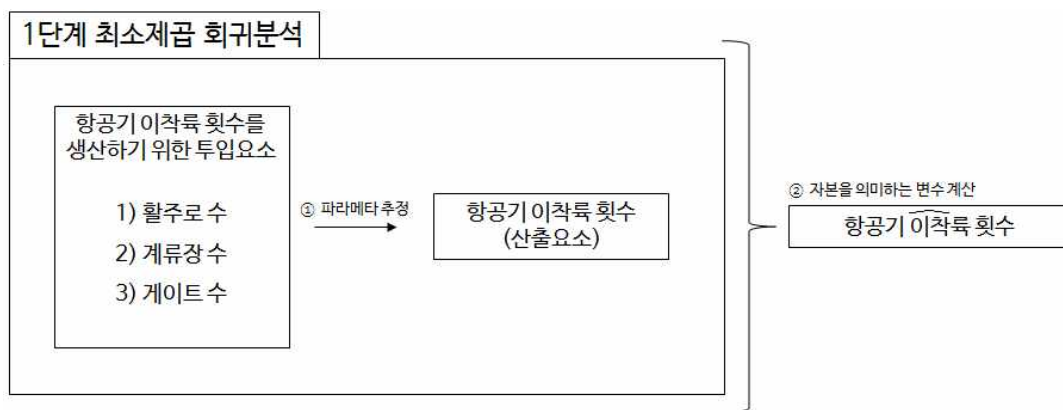 1단계 최소제곱 회귀분석
항공기 이착륙 횟수를
생산하기 위한 투입요소
1) 활주로 수
2) 계류장 수
3) 게이트 수
① 파라메타 추정
항공기 이착륙 횟수
(산출요소)
② 자본을 의미하는 변수 계산
항공기 이착륙 횟수